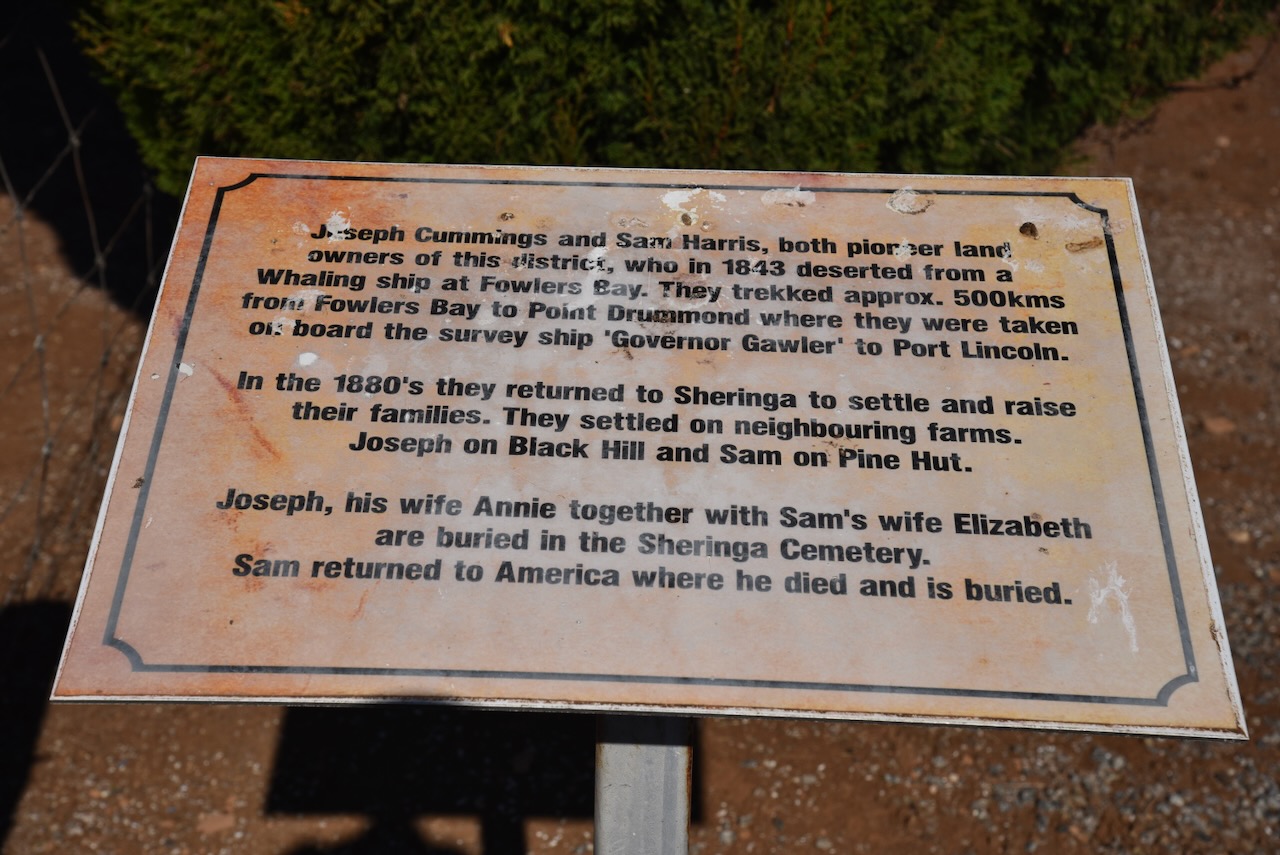 Joseph Cummings and Sam Harris, both pioneer land
owners of this district, who in 1843 deserted from a
Whaling ship at Fowlers Bay. They trekked approx. 500kms
from Fowlers Bay to Point Drummond where they were taken
on board the survey ship 'Governor Gawler' to Port Lincoln.
In the 1880's they returned to Sheringa to settle and raise
their families. They settled on neighbouring farms.
Joseph on Black Hill and Sam on Pine Hut.
Joseph, his wife Annie together with Sam's wife Elizabeth
are buried in the Sheringa Cemetery.
Sam returned to America where he died and is buried.